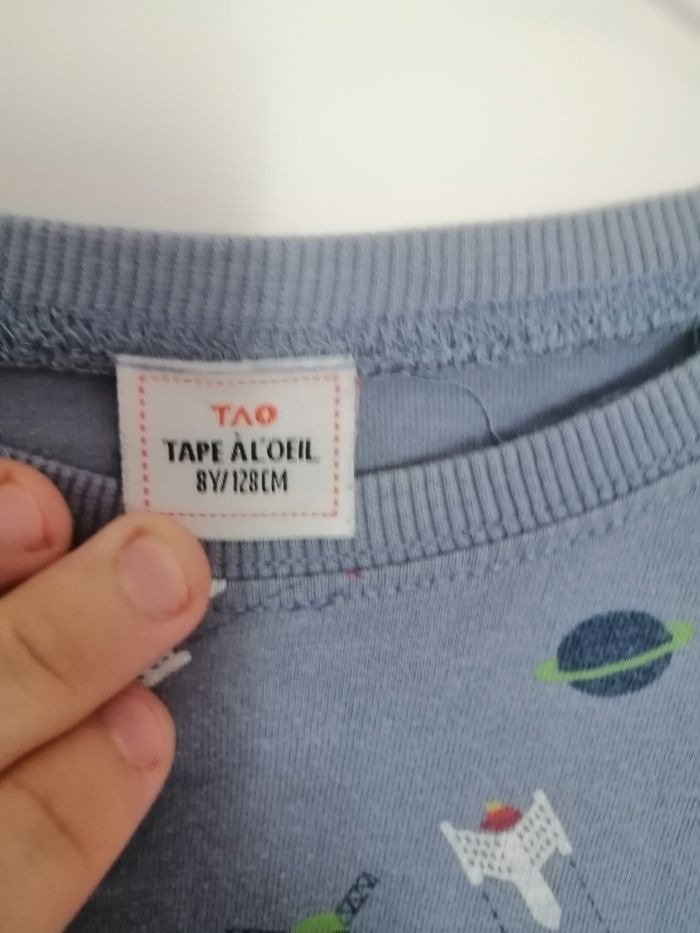 TAO
TAPE À L'OEIL
8Y/128CM